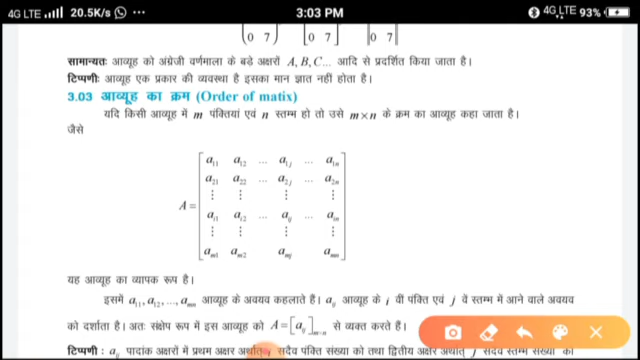 4G LTE 20.5K/s 3:03 PM 4G LTE 93%
0 7 0 7 0 7
सामान्यतः आव्यूह को अंग्रेजी वर्णमाला के बड़े अक्षरों A, B, C... आदि से प्रदर्शित किया जाता है।
टिप्पणीः आव्यूह एक प्रकार की व्यवस्था है इसका मान ज्ञात नहीं होता है।
3.03 आव्यूह का क्रम (Order of matix)
यदि किसी आव्यूह में m पंक्तियां एवं n स्तम्भ हो तो उसे m×n के क्रम का आव्यूह कहा जाता है।
जैसे
a11 a12 ... a1j ... a1n
a21 a22 ... a2j ... a2n
⋮ ⋮ ⋮ ⋮
A = ai1 ai2 ... aij ... ain
⋮ ⋮ ⋮ ⋮
am1 am2 amj amn
यह आव्यूह का व्यापक रूप है।
इसमें a11, a12, ..., amn आव्यूह के अवयव कहलाते हैं। aij आव्यूह के i वीं पंक्ति एवं j वें स्तम्भ में आने वाले अवयव
को दर्शाता है। अतः संक्षेप रूप में इस आव्यूह को A = [aij]m×n से व्यक्त करते हैं।
टिप्पणी : aij पादांक अक्षरों में प्रथम अक्षर अर्थात् i सदैव पंक्ति संख्या को तथा द्वितीय अक्षर अर्थात् j सदैव स्तम्भ संख्या को